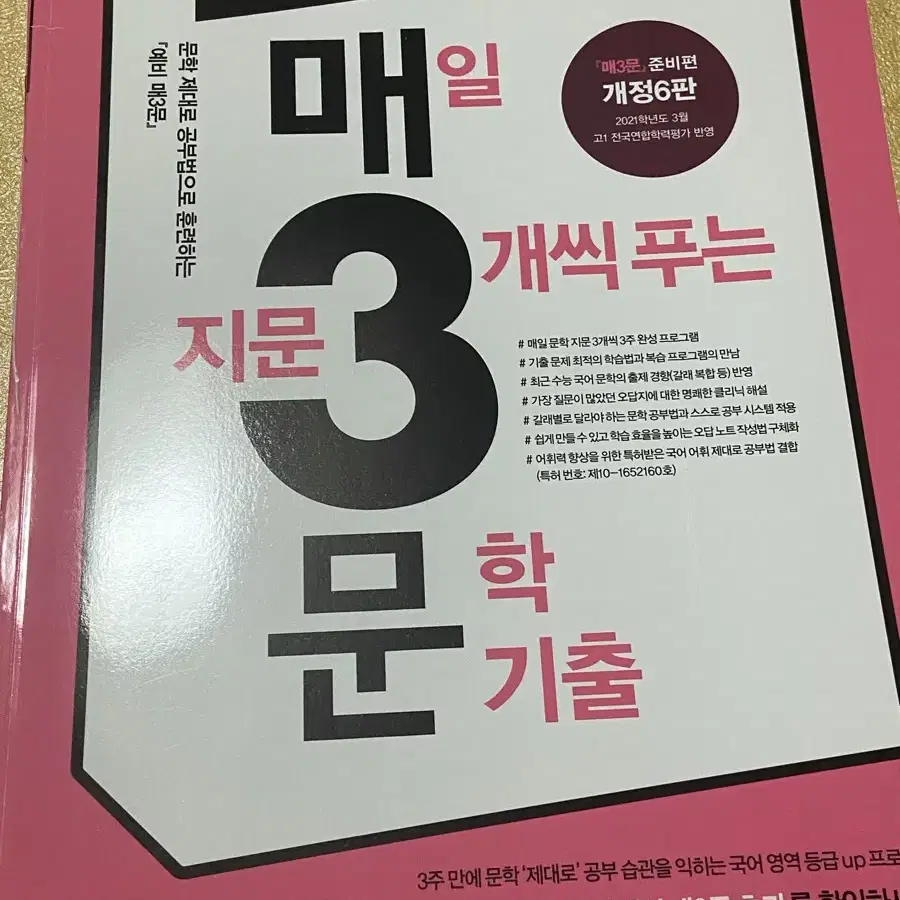 문학 제대로 공부법으로 훈련하는
『예비 매3문』
매일
지문 3개씩 푸는
문학
기출
『매3문』 준비편
개정6판
2021학년도 3월
고1 전국연합학력평가 반영
# 매일 문학 지문 3개씩 3주 완성 프로그램
# 기출 문제 최적의 학습법과 복습 프로그램의 만남
# 최근 수능 국어 문학의 출제 경향(갈래 복합 등) 반영
# 가장 질문이 많았던 오답지에 대한 명쾌한 클리닉 해설
# 갈래별로 달라야 하는 문학 공부법과 스스로 공부 시스템 적용
# 쉽게 만들 수 있고 학습 효율을 높이는 오답 노트 작성법 구체화
# 어휘력 향상을 위한 특허받은 국어 어휘 제대로 공부법 결합
(특허 번호: 제10-1652160호)
3주 만에 문학 '제대로' 공부 습관을 익히는 국어 영역 등급 up 프로